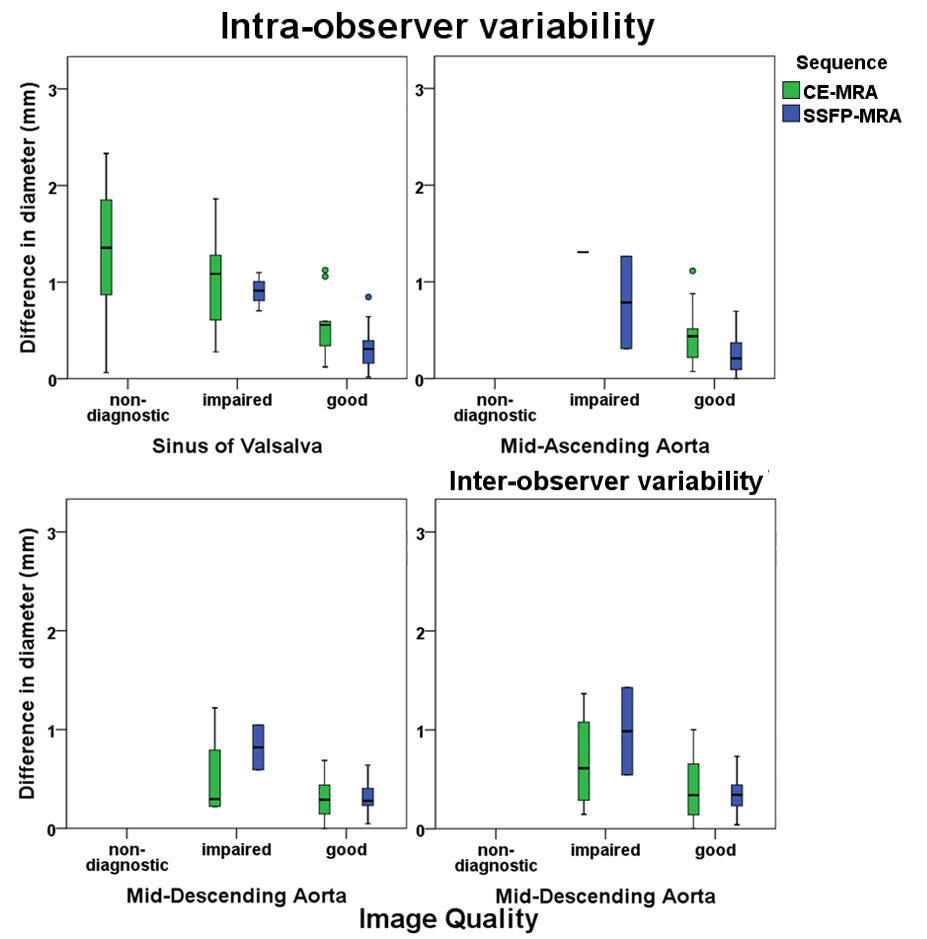 Intra-observer variability
Sequence
CE-MRA
SSFP-MRA
Difference in diameter (mm)
3
2
1
0
non-
diagnostic
impaired
good
Sinus of Valsalva
3
2
1
0
non-
diagnostic
impaired
good
Mid-Ascending Aorta
Difference in diameter (mm)
3
2
1
0
non-
diagnostic
impaired
good
Mid-Descending Aorta
Inter-observer variability
3
2
1
0
non-
diagnostic
impaired
good
Mid-Descending Aorta
Image Quality